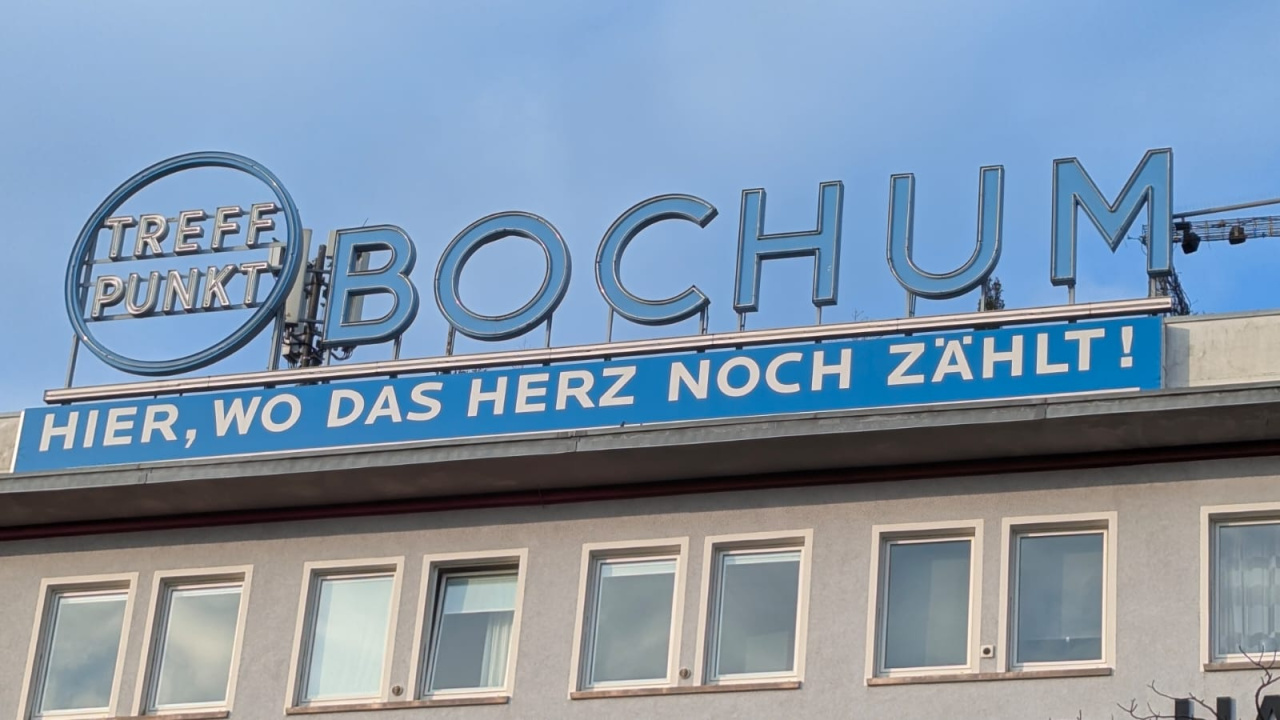 TREFF
PUNKT
BOCHUM
HIER, WO DAS HERZ NOCH ZÄHLT!